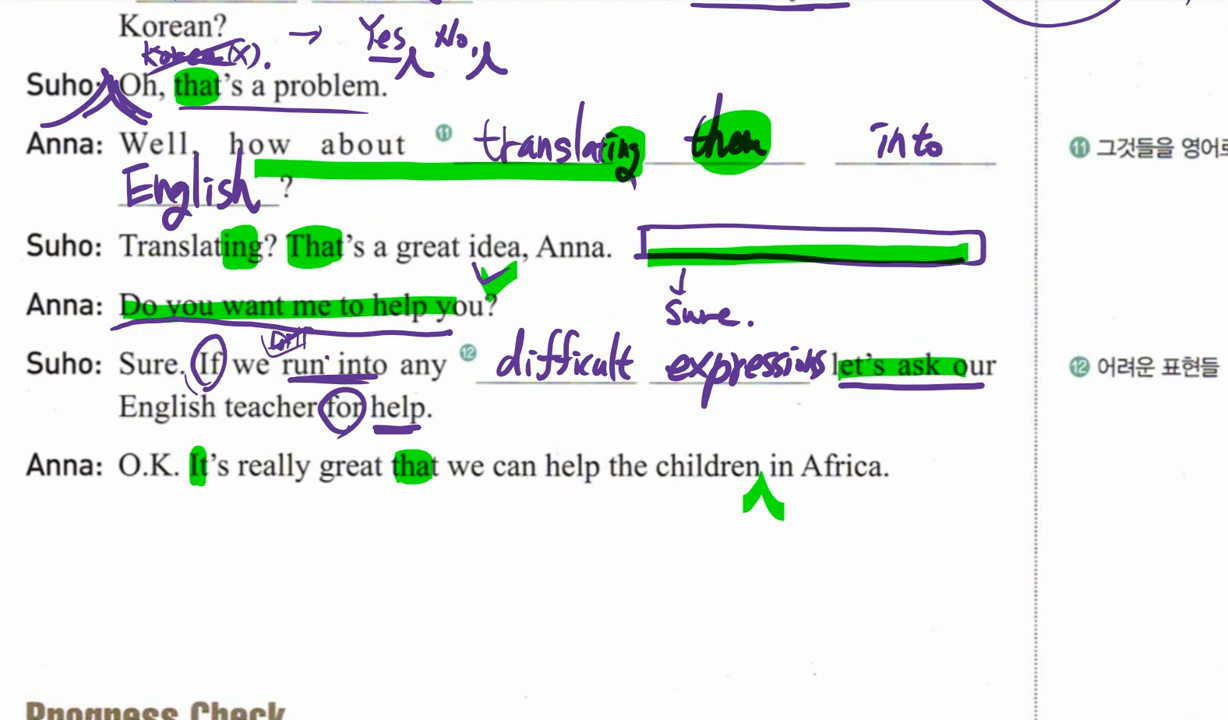 Korean?
Korea (X). → Yes, No,
Suho: Oh, that's a problem.
Anna: Well, how about ⑪ translating them into
English ?
⑪ 그것들을 영어로
Suho: Translating? That's a great idea, Anna.
Anna: Do you want me to help you?
↓
Sure.
Suho: Sure. If we run into any ⑫ difficult expressions let's ask our
English teacher for help.
⑫ 어려운 표현들
Anna: O.K. It's really great that we can help the children in Africa.
Progress Check